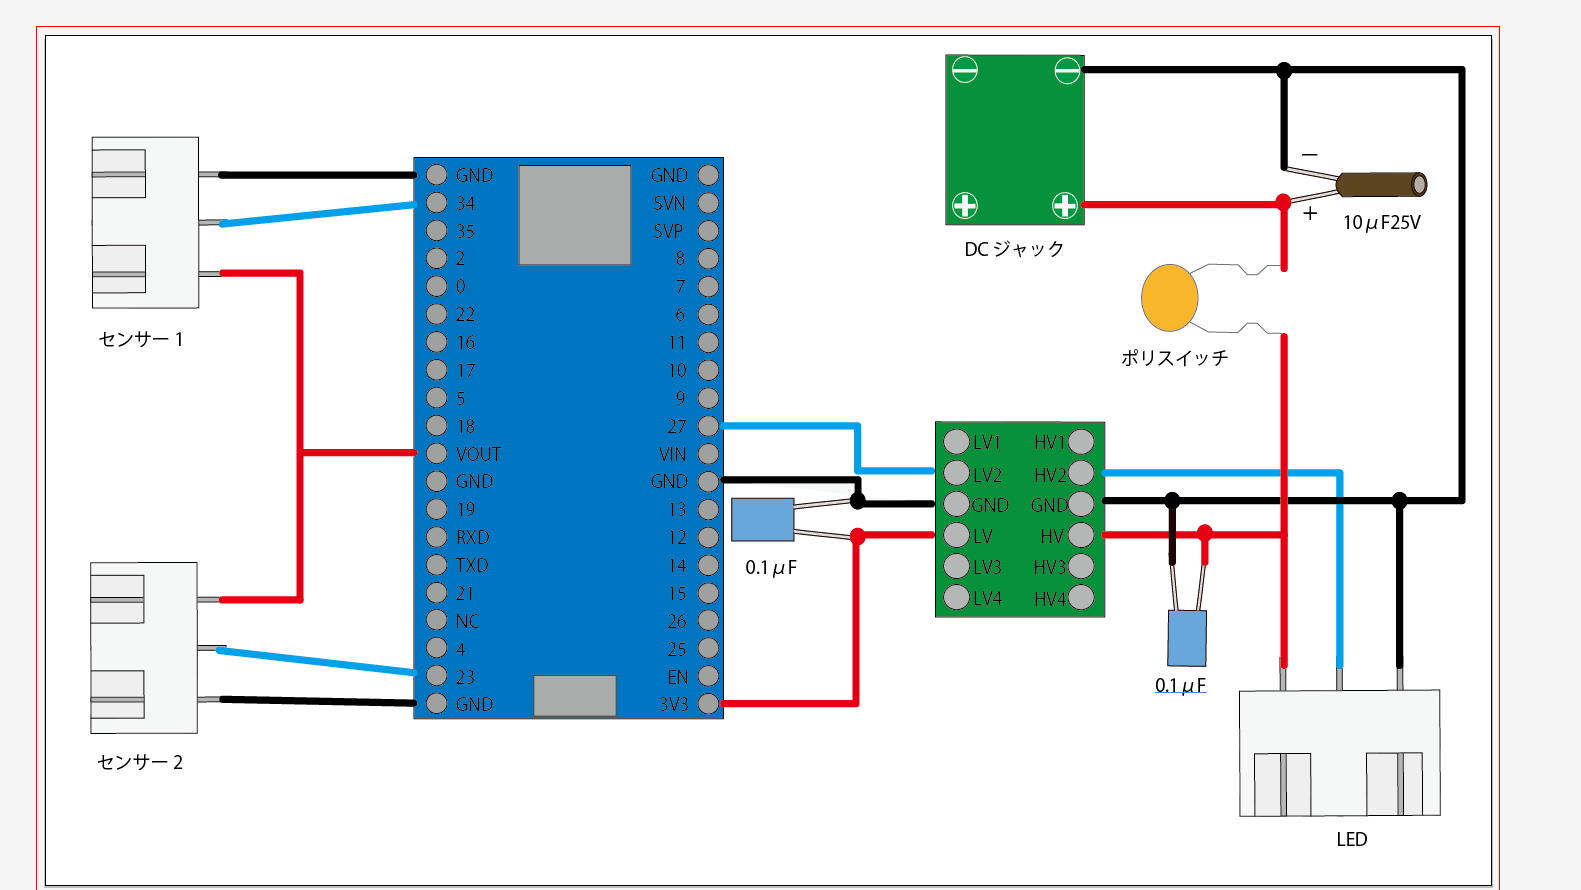 DC ジャック
−
+
10μF25V
ポリスイッチ
センサー 1
センサー 2
GND
34
35
2
0
22
16
17
5
18
VOUT
GND
19
RXD
TXD
21
NC
4
23
GND
GND
SVN
SVP
8
7
6
11
10
9
27
VIN
GND
13
12
14
15
26
25
EN
3V3
0.1μF
LV1
LV2
GND
LV
LV3
LV4
HV1
HV2
GND
HV
HV3
HV4
0.1μF
LED